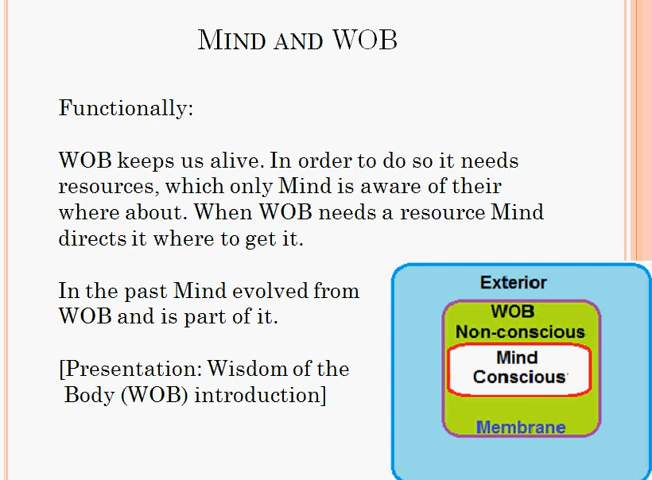 Mind and WOB
Functionally:
WOB keeps us alive. In order to do so it needs
resources, which only Mind is aware of their
where about. When WOB needs a resource Mind
directs it where to get it.
In the past Mind evolved from
WOB and is part of it.
[Presentation: Wisdom of the
Body (WOB) introduction]
Exterior
WOB
Non-conscious
Mind
Conscious
Membrane